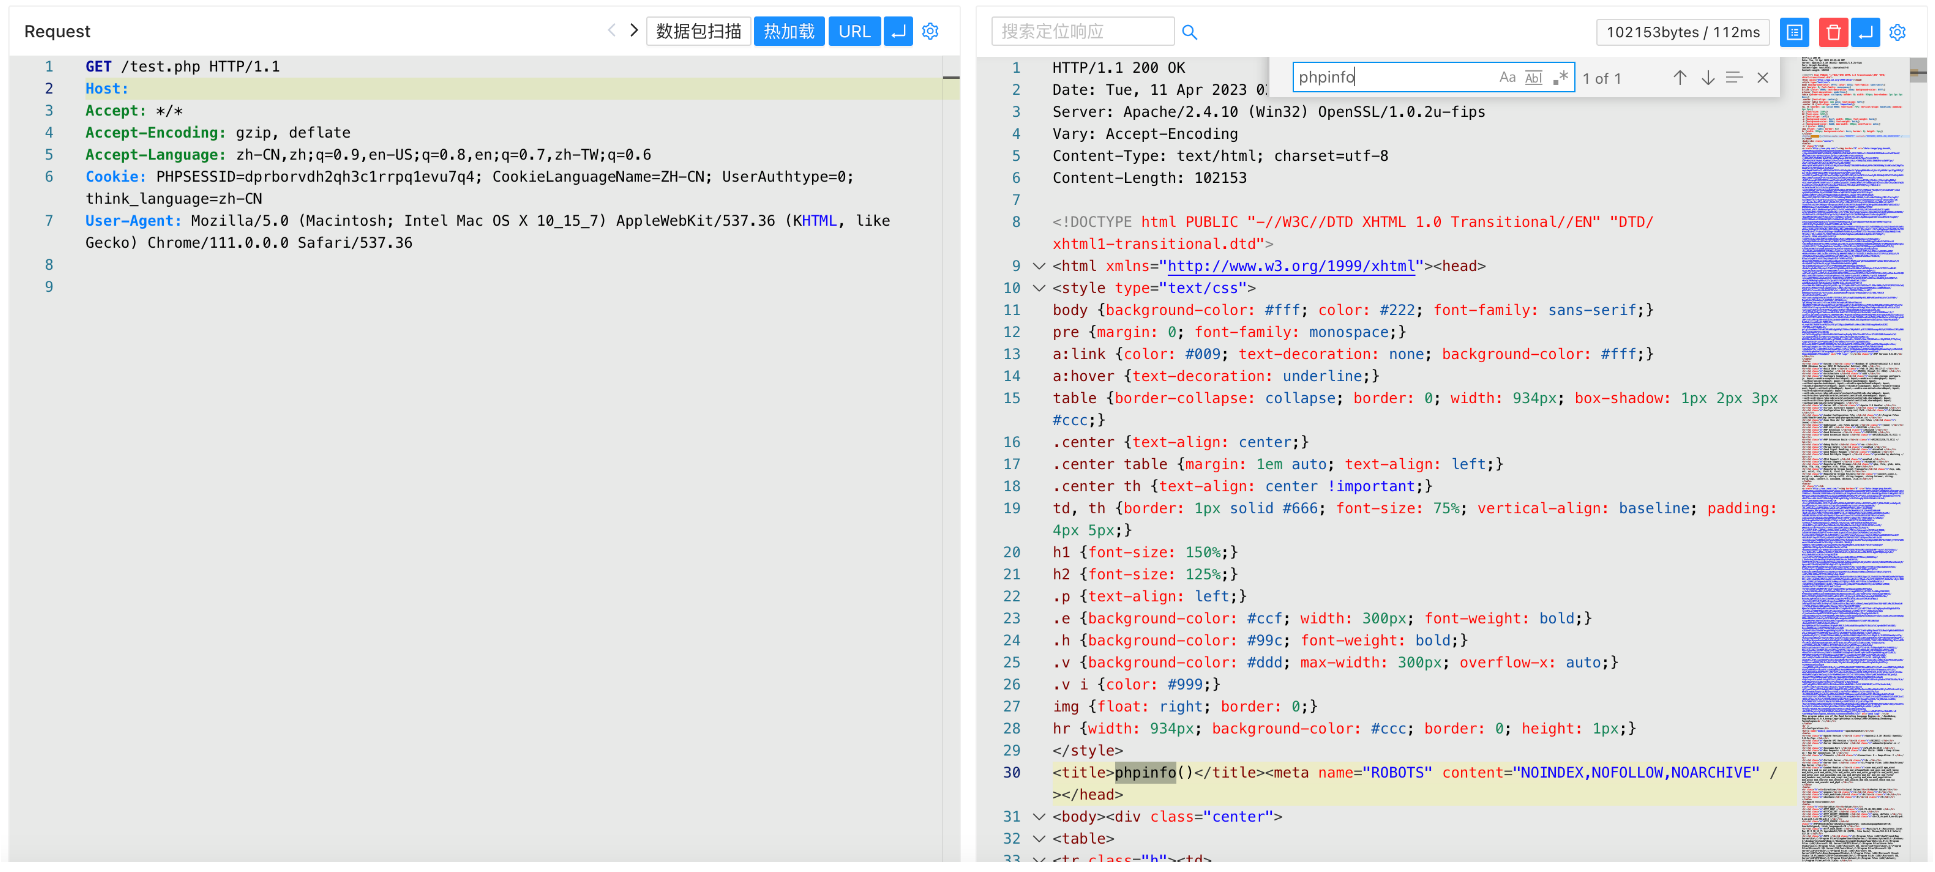 Request
数据包扫描
热加载
URL
1 GET /test.php HTTP/1.1
2 Host:
3 Accept: */*
4 Accept-Encoding: gzip, deflate
5 Accept-Language: zh-CN,zh;q=0.9,en-US;q=0.8,en;q=0.7,zh-TW;q=0.6
6 Cookie: PHPSESSID=dprborvdh2qh3c1rrpq1evu7q4; CookieLanguageName=ZH-CN; UserAuthtype=0;
think_language=zh-CN
7 User-Agent: Mozilla/5.0 (Macintosh; Intel Mac OS X 10_15_7) AppleWebKit/537.36 (KHTML, like
Gecko) Chrome/111.0.0.0 Safari/537.36
8
9
搜索定位响应
102153bytes / 112ms
phpinfo
Aa Abl .*
1 of 1
1 HTTP/1.1 200 OK
2 Date: Tue, 11 Apr 2023
3 Server: Apache/2.4.10 (Win32) OpenSSL/1.0.2u-fips
4 Vary: Accept-Encoding
5 Content-Type: text/html; charset=utf-8
6 Content-Length: 102153
7
8 <!DOCTYPE html PUBLIC "-//W3C//DTD XHTML 1.0 Transitional//EN" "DTD/
xhtml1-transitional.dtd">
9 <html xmlns="http://www.w3.org/1999/xhtml"><head>
10 <style type="text/css">
11 body {background-color: #fff; color: #222; font-family: sans-serif;}
12 pre {margin: 0; font-family: monospace;}
13 a:link {color: #009; text-decoration: none; background-color: #fff;}
14 a:hover {text-decoration: underline;}
15 table {border-collapse: collapse; border: 0; width: 934px; box-shadow: 1px 2px 3px
#ccc;}
16 .center {text-align: center;}
17 .center table {margin: 1em auto; text-align: left;}
18 .center th {text-align: center !important;}
19 td, th {border: 1px solid #666; font-size: 75%; vertical-align: baseline; padding:
4px 5px;}
20 h1 {font-size: 150%;}
21 h2 {font-size: 125%;}
22 .p {text-align: left;}
23 .e {background-color: #ccf; width: 300px; font-weight: bold;}
24 .h {background-color: #99c; font-weight: bold;}
25 .v {background-color: #ddd; max-width: 300px; overflow-x: auto;}
26 .v i {color: #999;}
27 img {float: right; border: 0;}
28 hr {width: 934px; background-color: #ccc; border: 0; height: 1px;}
29 </style>
30 <title>phpinfo()</title><meta name="ROBOTS" content="NOINDEX,NOFOLLOW,NOARCHIVE" /
></head>
31 <body><div class="center">
32 <table>
33 <tr class="h"><td>